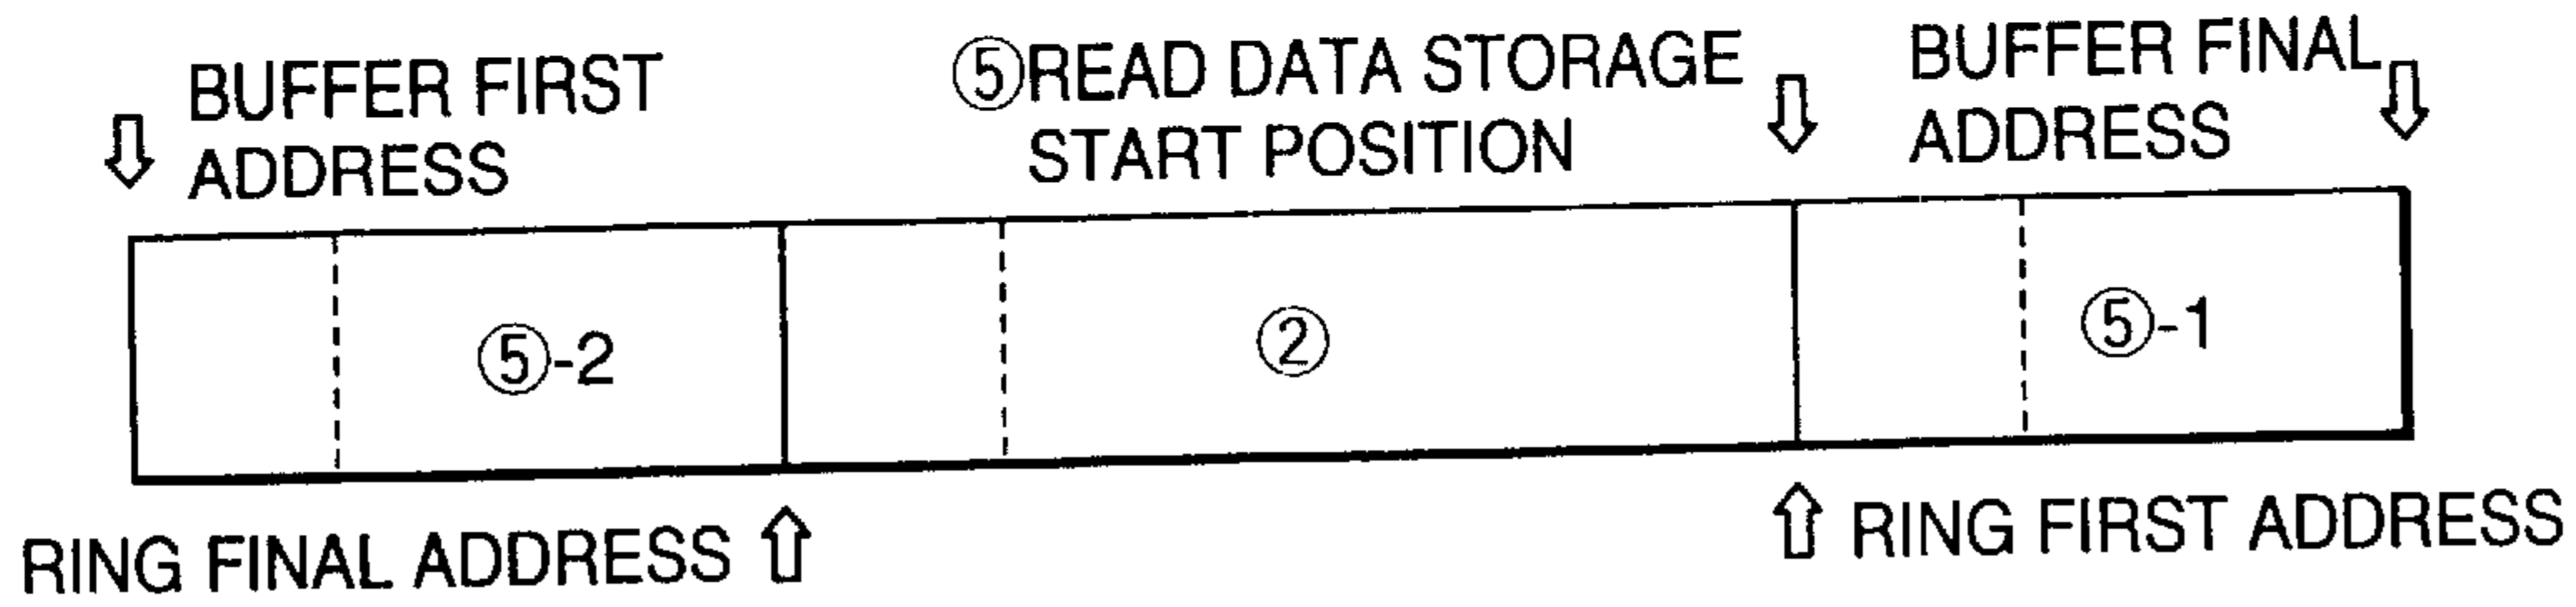 BUFFER FIRST
ADDRESS
⑤READ DATA STORAGE
START POSITION
BUFFER FINAL
ADDRESS
⑤-2
②
⑤-1
RING FINAL ADDRESS
RING FIRST ADDRESS